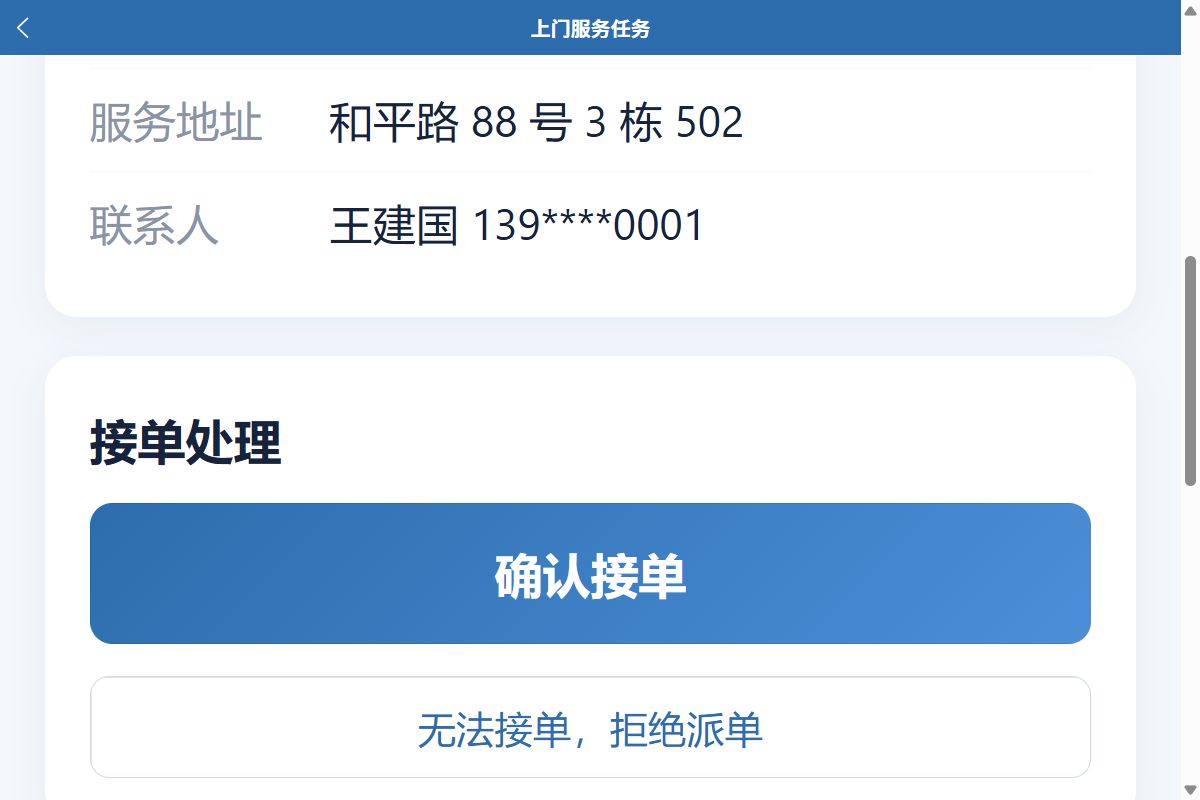 上门服务任务
服务地址 和平路 88 号 3 栋 502
联系人 王建国 139****0001
接单处理
确认接单
无法接单，拒绝派单